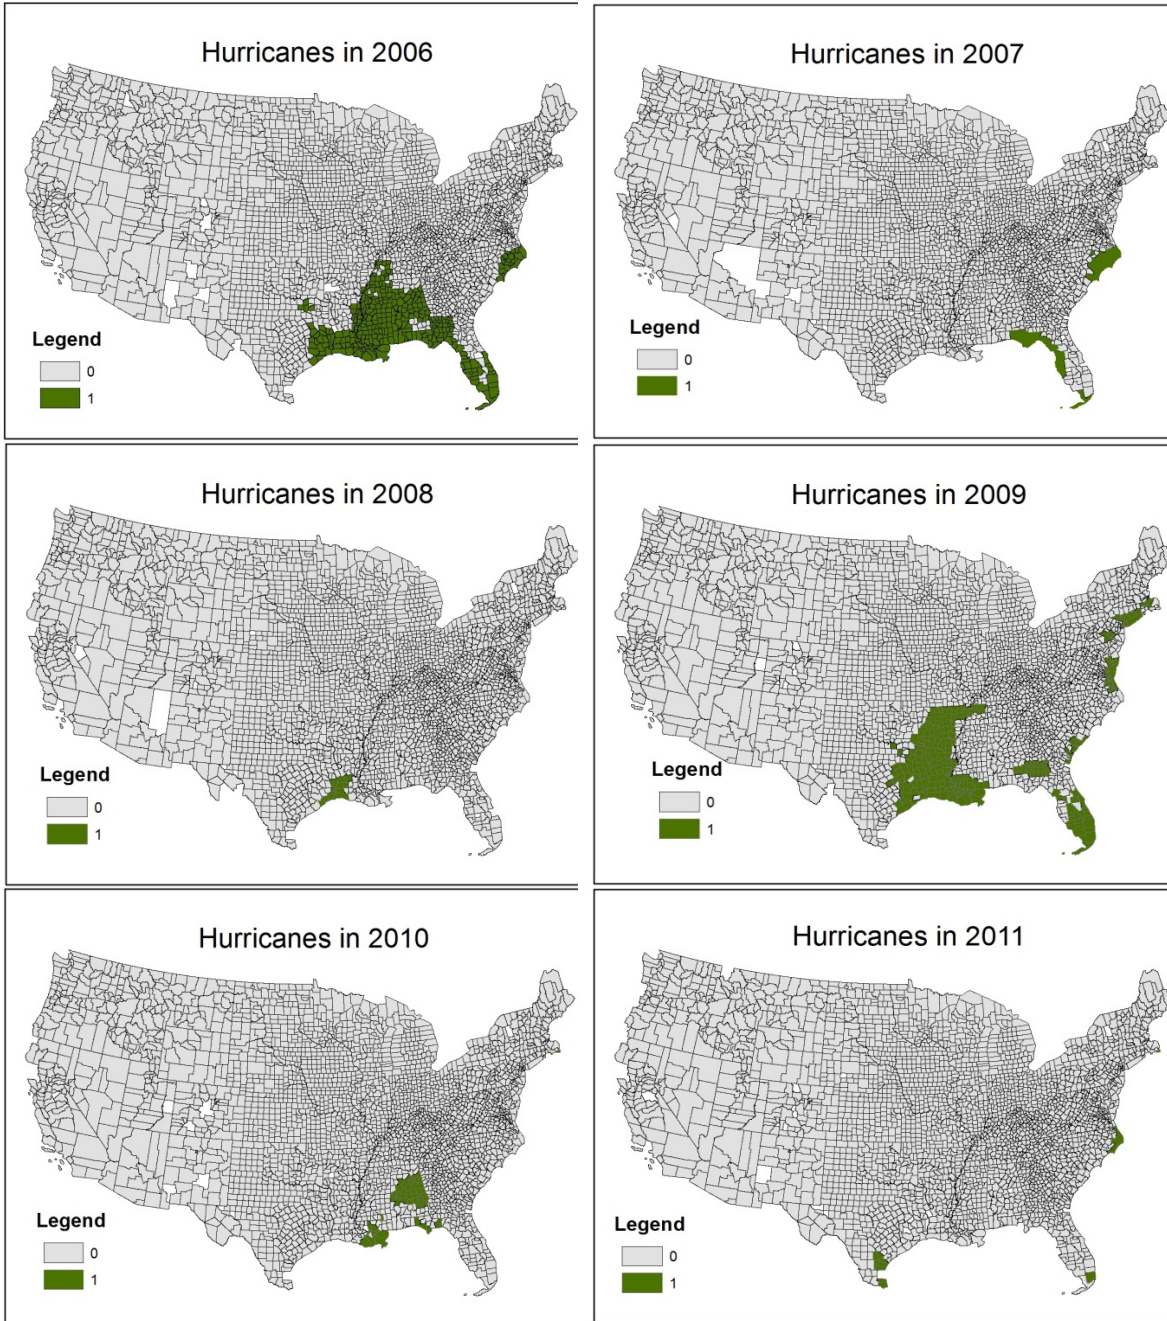 Hurricanes in 2006
Legend
0
1
Hurricanes in 2007
Legend
0
1
Hurricanes in 2008
Legend
0
1
Hurricanes in 2009
Legend
0
1
Hurricanes in 2010
Legend
0
1
Hurricanes in 2011
Legend
0
1